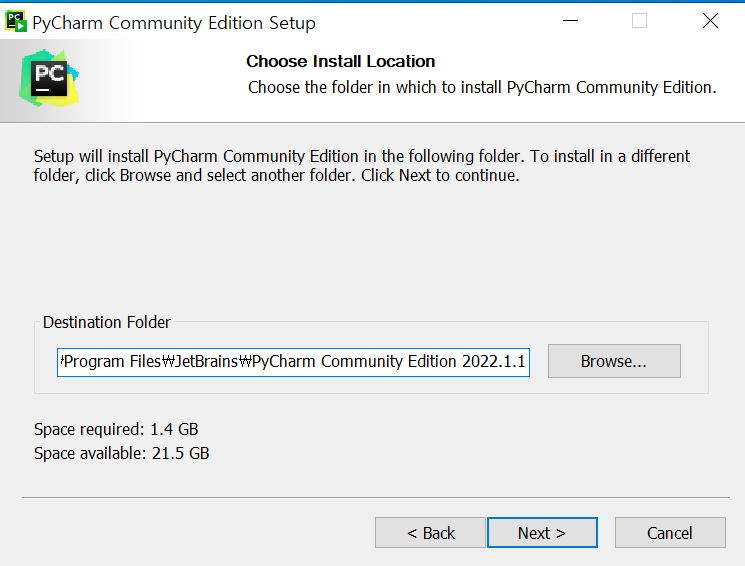 PyCharm Community Edition Setup
PC
Choose Install Location
Choose the folder in which to install PyCharm Community Edition.
Setup will install PyCharm Community Edition in the following folder. To install in a different
folder, click Browse and select another folder. Click Next to continue.
Destination Folder
₩Program Files₩JetBrains₩PyCharm Community Edition 2022.1.1
Browse...
Space required: 1.4 GB
Space available: 21.5 GB
< Back
Next >
Cancel